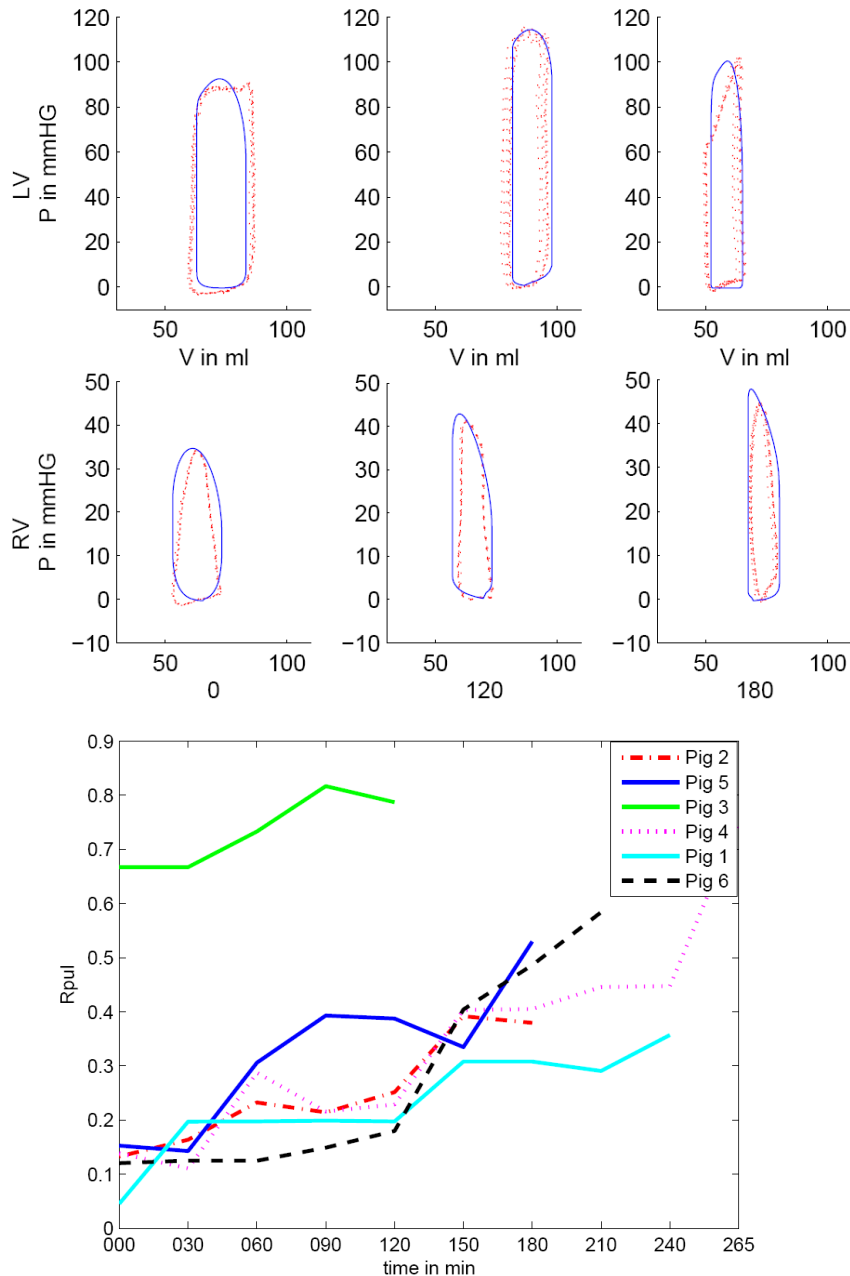 120 120 120
100 100 100
80 80 80
60 60 60
40 40 40
20 20 20
0 0 0
LV
P in mmHG
50 100 50 100 50 100
V in ml V in ml V in ml
50 50 50
40 40 40
30 30 30
20 20 20
10 10 10
0 0 0
−10 −10 −10
RV
P in mmHG
50 100 50 100 50 100
0 120 180
0.9
0.8
0.7
0.6
0.5
0.4
0.3
0.2
0.1
0
Rpul
Pig 2
Pig 5
Pig 3
Pig 4
Pig 1
Pig 6
000 030 060 090 120 150 180 210 240 265
time in min